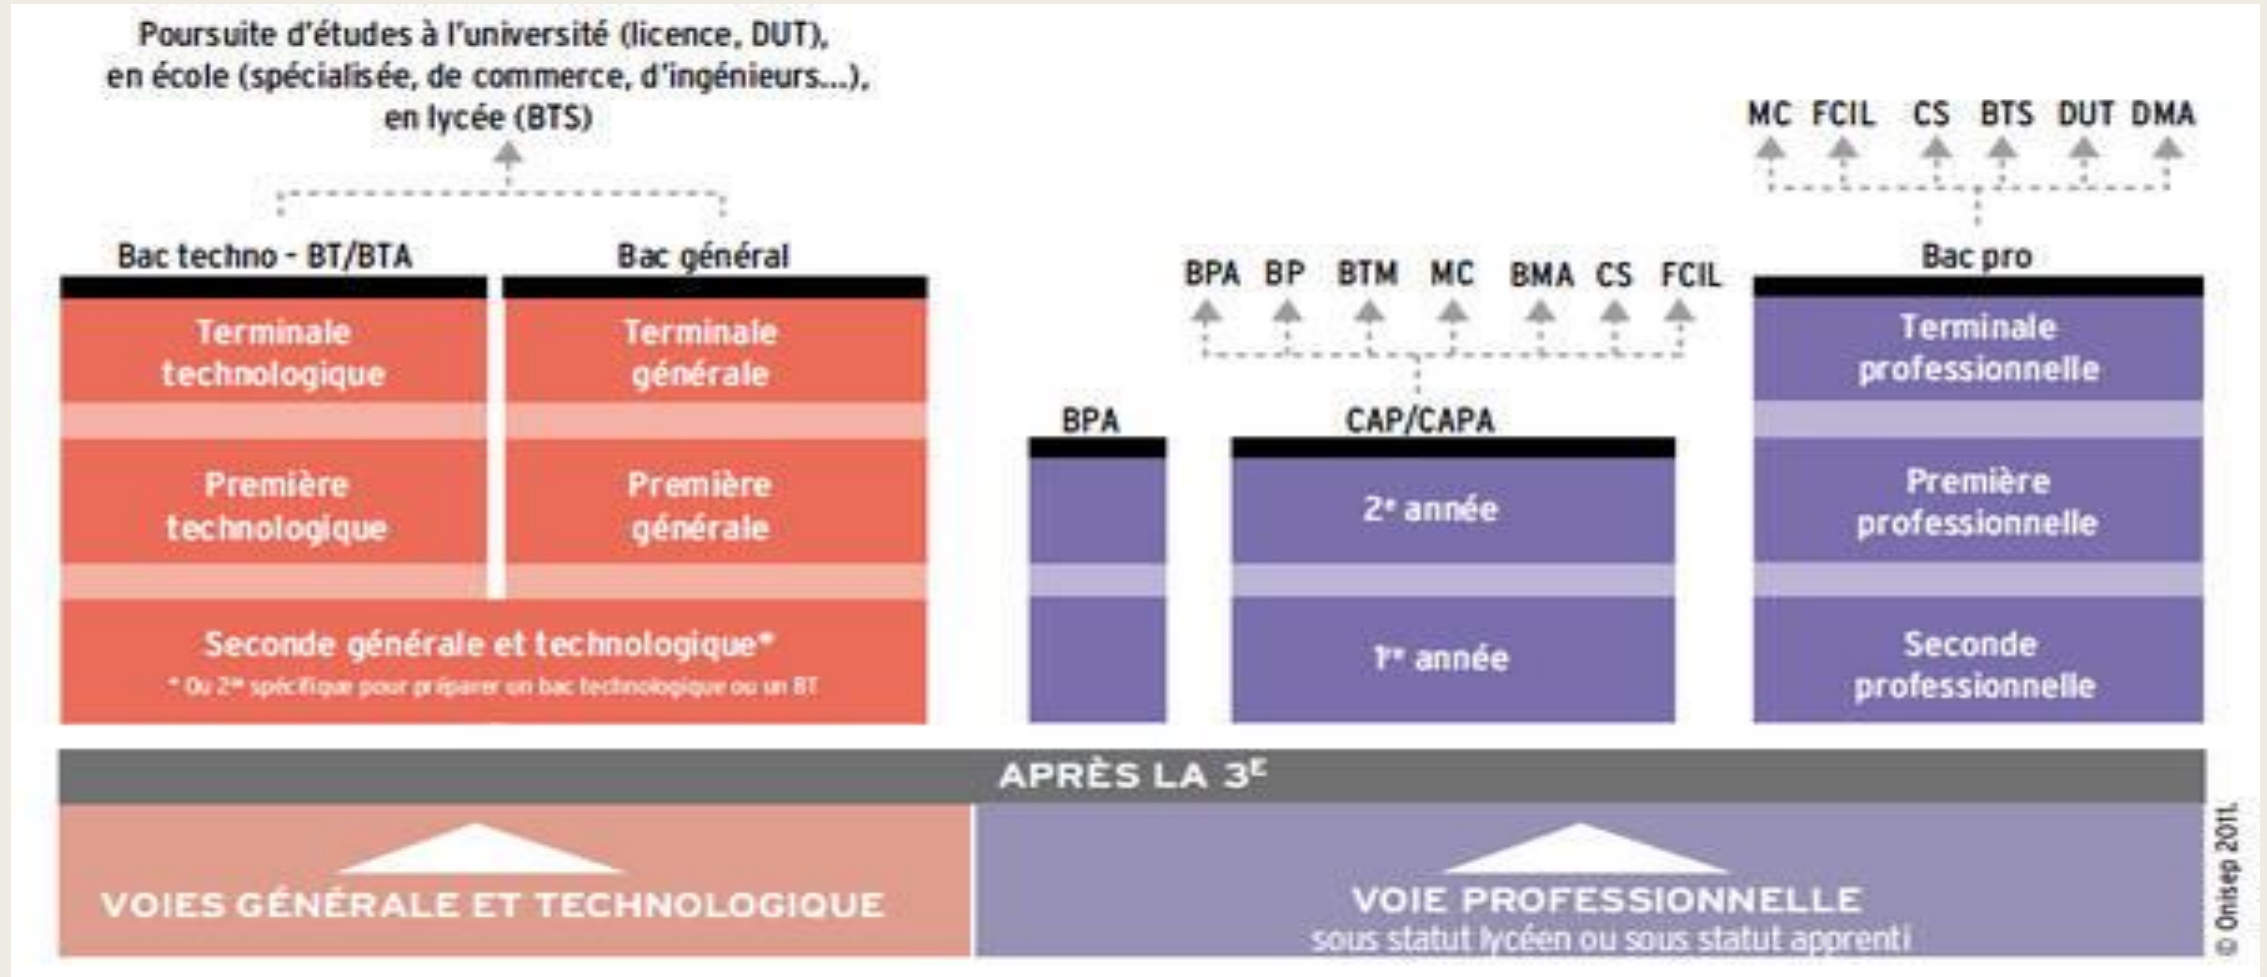 Poursuite d'études à l'université (licence, DUT),
en école (spécialisée, de commerce, d'ingénieurs...),
en lycée (BTS)
Bac techno - BT/BTA
Bac général
Terminale
technologique
Terminale
générale
Première
technologique
Première
générale
Seconde générale et technologique*
* Ou 2de spécifique pour préparer un bac technologique ou un BT
BPA
BPA BP BTM MC BMA CS FCIL
CAP/CAPA
2e année
1re année
MC FCIL CS BTS DUT DMA
Bac pro
Terminale
professionnelle
Première
professionnelle
Seconde
professionnelle
APRÈS LA 3E
VOIES GÉNÉRALE ET TECHNOLOGIQUE
VOIE PROFESSIONNELLE
sous statut lycéen ou sous statut apprenti
© Onisep 2011.